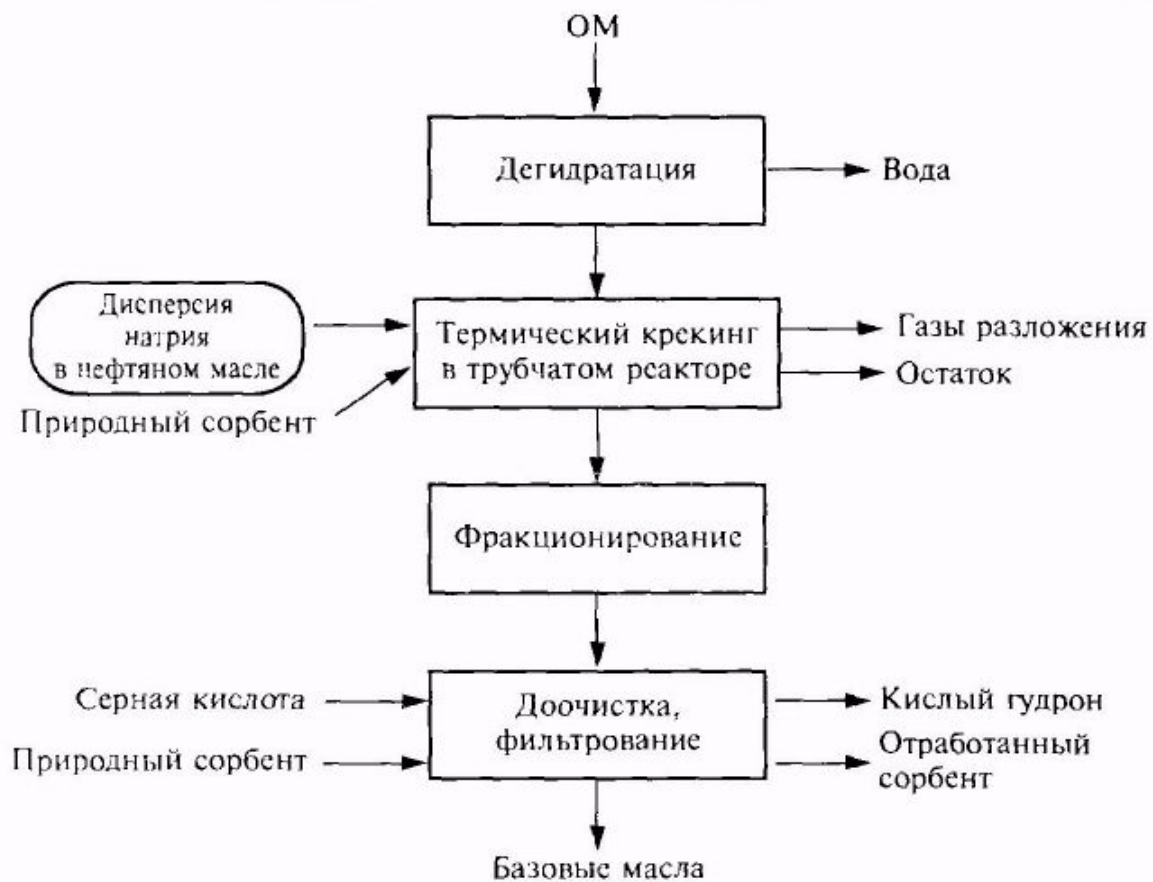 ОМ
Дегидратация
Вода
Дисперсия
натрия
в нефтяном масле
Природный сорбент
Термический крекинг
в трубчатом реакторе
Газы разложения
Остаток
Фракционирование
Серная кислота
Природный сорбент
Доочистка,
фильтрование
Кислый гудрон
Отработанный
сорбент
Базовые масла